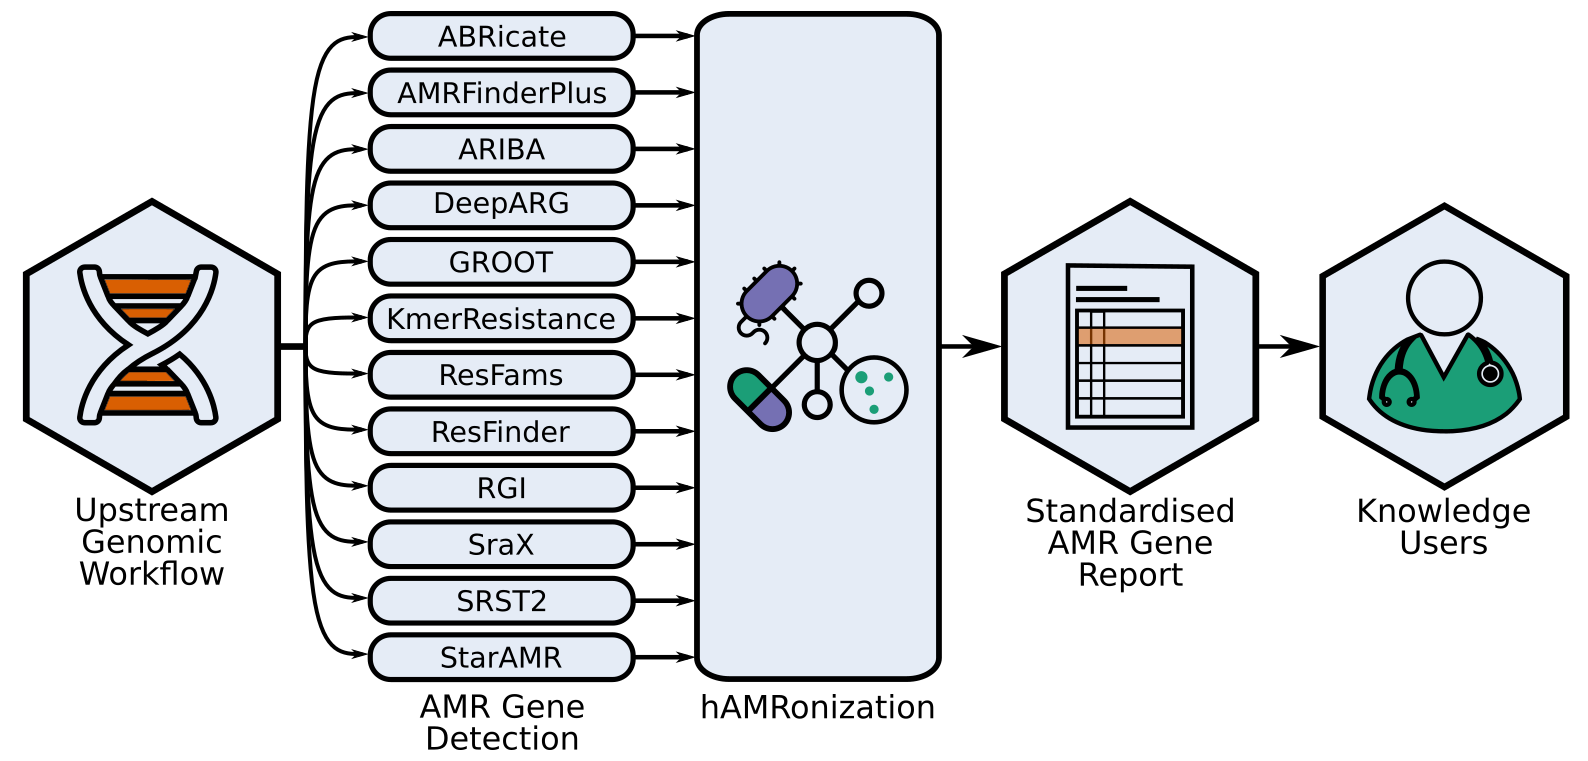 ABRicate
AMRFinderPlus
ARIBA
DeepARG
GROOT
KmerResistance
ResFams
ResFinder
RGI
SraX
SRST2
StarAMR
Upstream
Genomic
Workflow
AMR Gene
Detection
hAMRonization
Standardised
AMR Gene
Report
Knowledge
Users